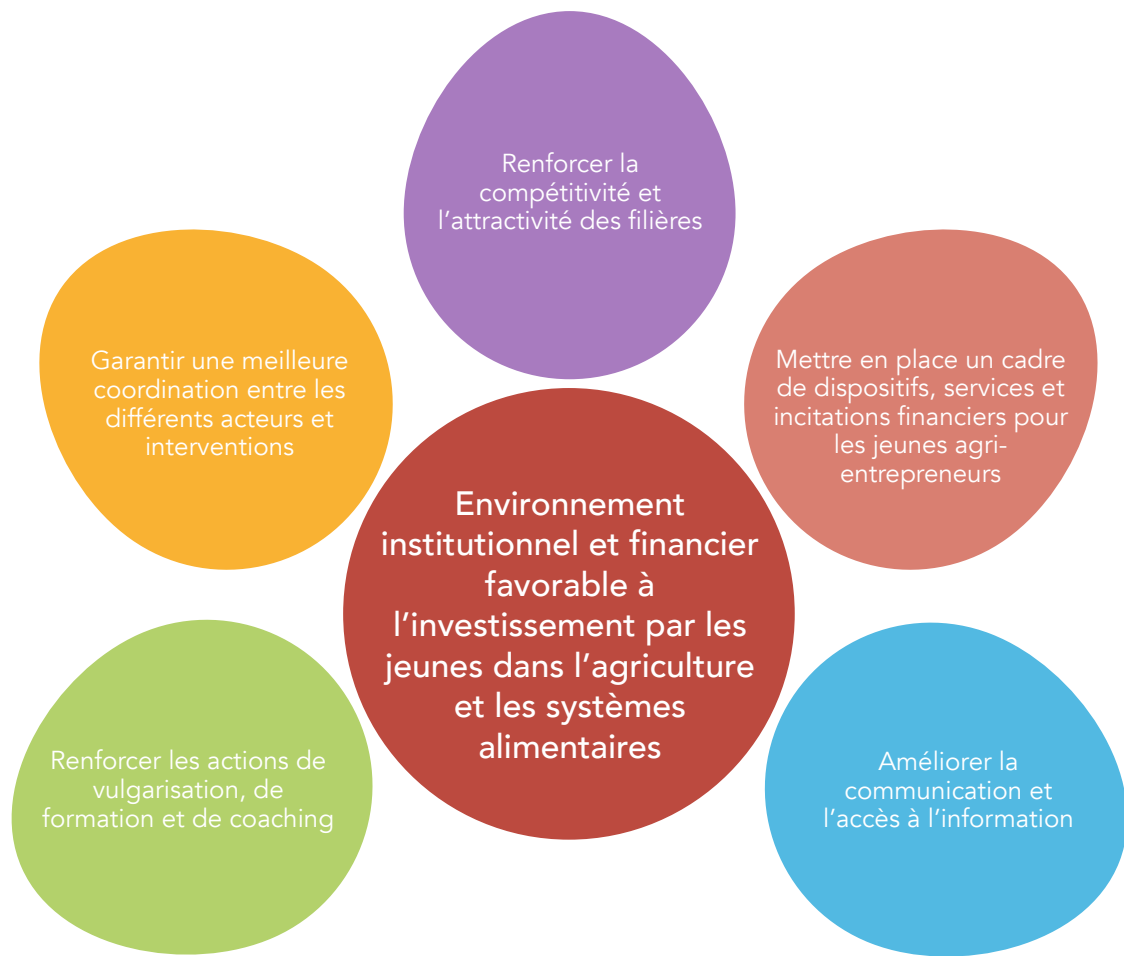 Renforcer la
compétitivité et
l’attractivité des filières
Garantir une meilleure
coordination entre les
différents acteurs et
interventions
Mettre en place un cadre
de dispositifs, services et
incitations financiers pour
les jeunes agri-
entrepreneurs
Environnement
institutionnel et financier
favorable à
l’investissement par les
jeunes dans l’agriculture
et les systèmes
alimentaires
Renforcer les actions de
vulgarisation, de
formation et de coaching
Améliorer la
communication et
l’accès à l’information